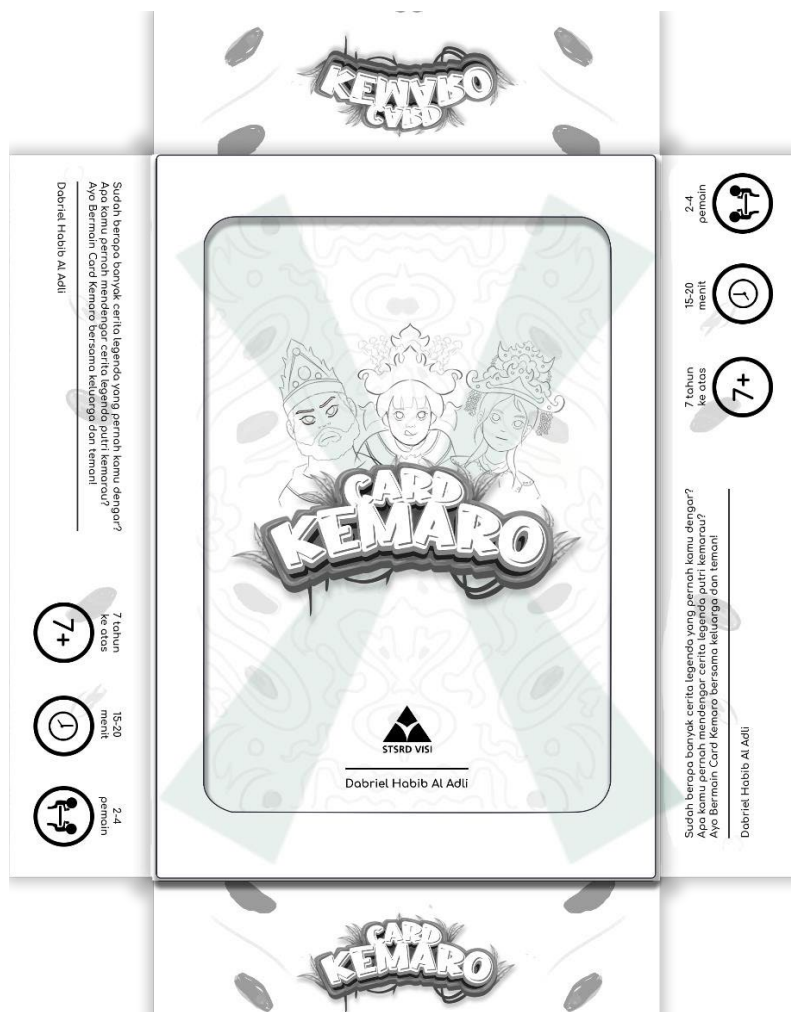 CARD
KEMARO
Sudah berapa banyak cerita legenda yang pernah kamu dengar?
Apa kamu pernah mendengar cerita legenda putri kemarau?
Ayo Bermain Card Kemaro bersama keluarga dan teman!
Dabriel Habib Al Adli
7+
7 tahun
ke atas
15-20
menit
2-4
pemain
CARD
KEMARO
STSRD VISI
Dabriel Habib Al Adli
2-4
pemain
15-20
menit
7+
7 tahun
ke atas
Sudah berapa banyak cerita legenda yang pernah kamu dengar?
Apa kamu pernah mendengar cerita legenda putri kemarau?
Ayo Bermain Card Kemaro bersama keluarga dan teman!
Dabriel Habib Al Adli
CARD
KEMARO